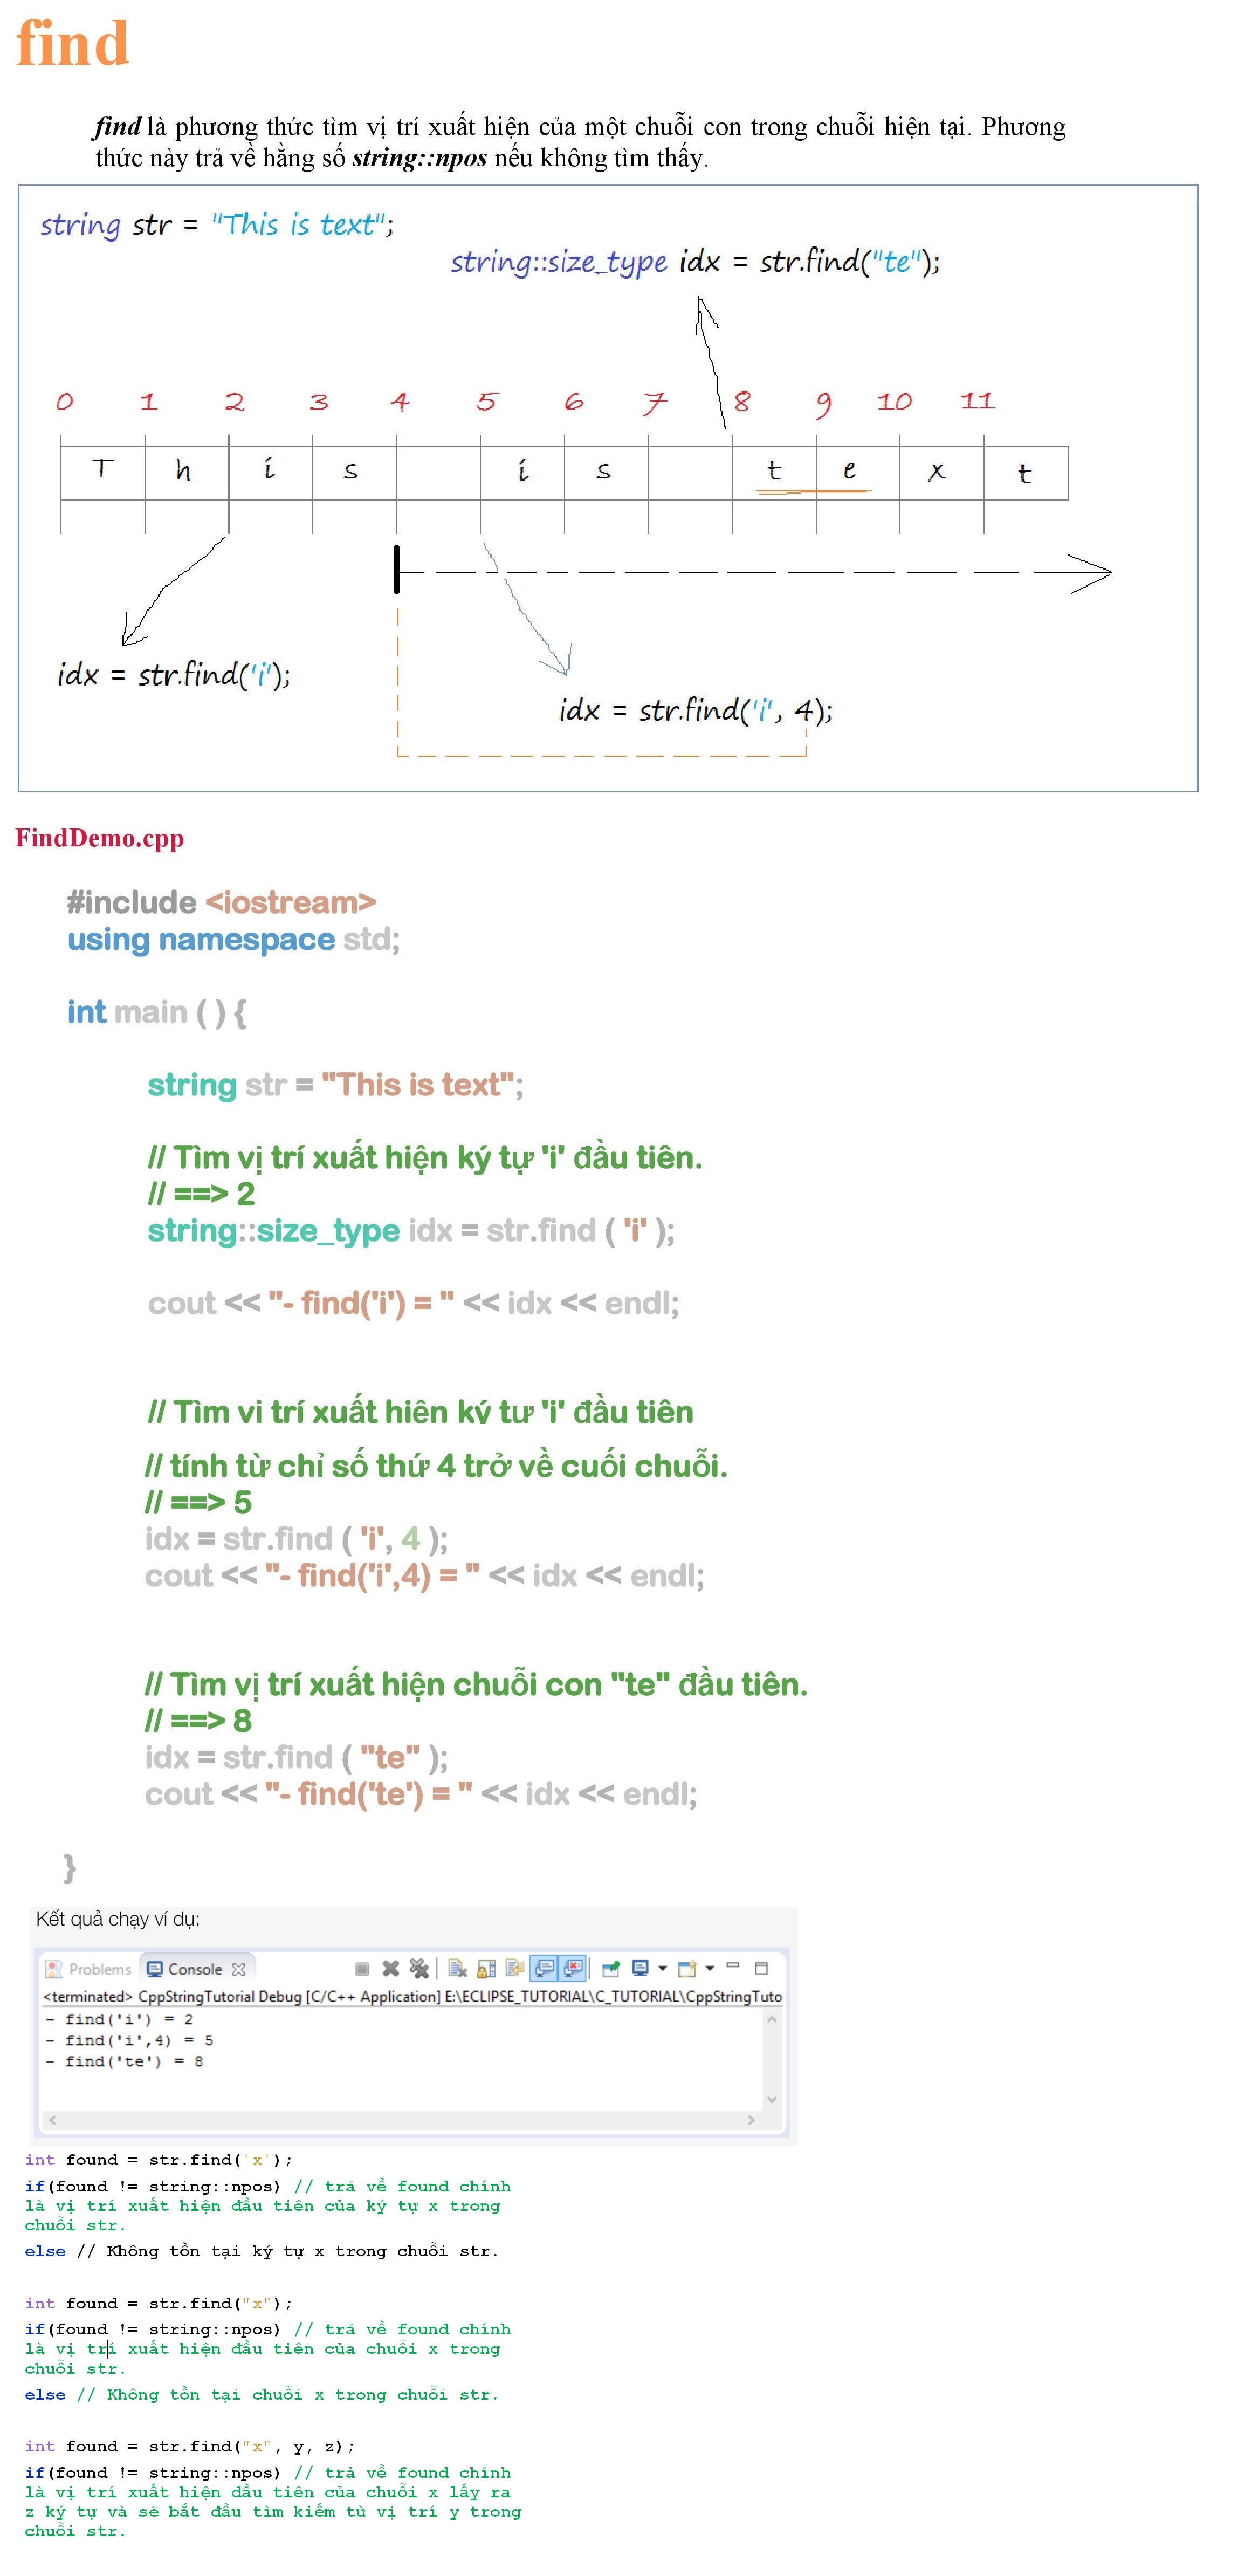 find
find là phương thức tìm vị trí xuất hiện của một chuỗi con trong chuỗi hiện tại. Phương
thức này trả về hằng số string::npos nếu không tìm thấy.
string str = "This is text";
string::size_type idx = str.find("te");
0 1 2 3 4 5 6 7 8 9 10 11
T h i s i s t e x t
idx = str.find('i');
idx = str.find('i', 4);
FindDemo.cpp
#include <iostream>
using namespace std;
int main ( ) {
string str = "This is text";
// Tìm vị trí xuất hiện ký tự 'i' đầu tiên.
// ==> 2
string::size_type idx = str.find ( 'i' );
cout << "- find('i') = " << idx << endl;
// Tìm vi trí xuất hiên ký tư 'i' đầu tiên
// tính từ chỉ số thứ 4 trở về cuối chuỗi.
// ==> 5
idx = str.find ( 'i', 4 );
cout << "- find('i',4) = " << idx << endl;
// Tìm vị trí xuất hiện chuỗi con "te" đầu tiên.
// ==> 8
idx = str.find ( "te" );
cout << "- find('te') = " << idx << endl;
}
Kết quả chạy ví dụ:
Problems Console
<terminated> CppStringTutorial Debug [C/C++ Application] E:\ECLIPSE_TUTORIAL\C_TUTORIAL\CppStringTuto
- find('i') = 2
- find('i',4) = 5
- find('te') = 8
int found = str.find('x');
if(found != string::npos) // trả về found chính
là vị trí xuất hiện đầu tiên của ký tự x trong
chuỗi str.
else // Không tồn tại ký tự x trong chuỗi str.
int found = str.find("x");
if(found != string::npos) // trả về found chính
là vị trí xuất hiện đầu tiên của chuỗi x trong
chuỗi str.
else // Không tồn tại chuỗi x trong chuỗi str.
int found = str.find("x", y, z);
if(found != string::npos) // trả về found chính
là vị trí xuất hiện đầu tiên của chuỗi x lấy ra
z ký tự và sẽ bắt đầu tìm kiếm từ vị trí y trong
chuỗi str.